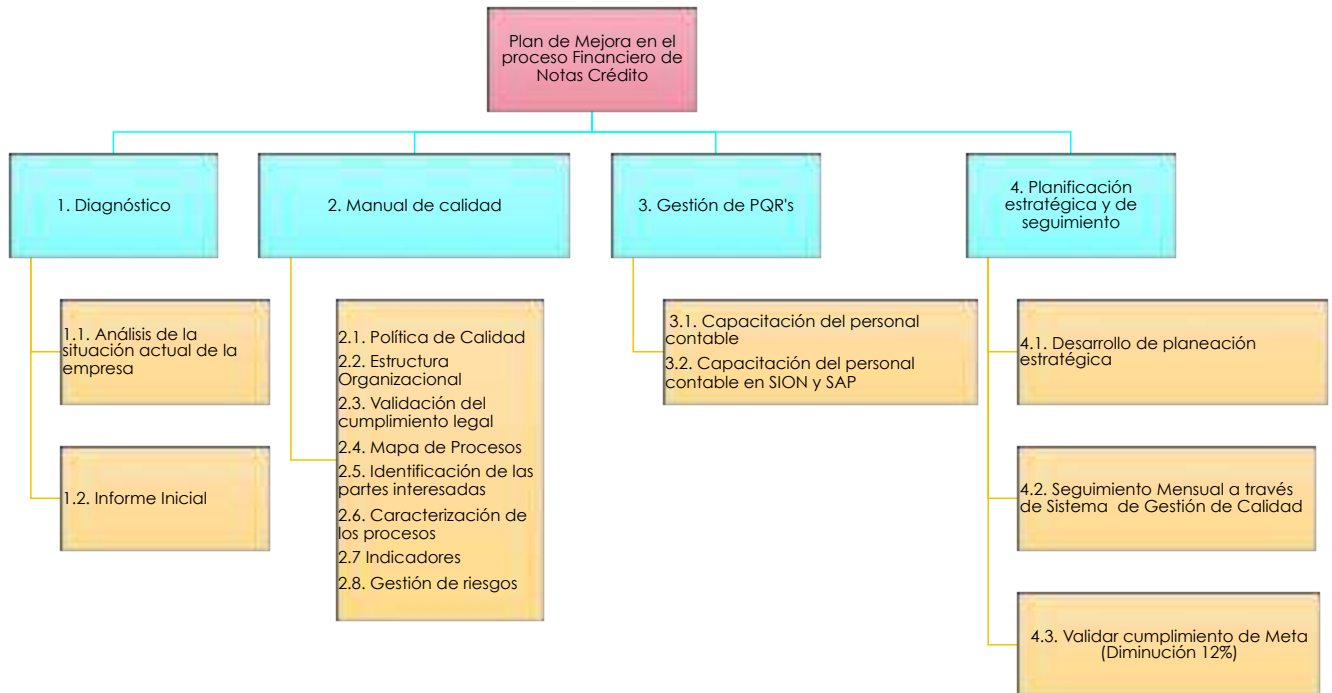 Plan de Mejora en el
proceso Financiero de
Notas Crédito
1. Diagnóstico
2. Manual de calidad
3. Gestión de PQR's
4. Planificación
estratégica y de
seguimiento
1.1. Análisis de la
situación actual de la
empresa
1.2. Informe Inicial
2.1. Política de Calidad
2.2. Estructura
Organizacional
2.3. Validación del
cumplimiento legal
2.4. Mapa de Procesos
2.5. Identificación de las
partes interesadas
2.6. Caracterización de
los procesos
2.7 Indicadores
2.8. Gestión de riesgos
3.1. Capacitación del personal
contable
3.2. Capacitación del personal
contable en SION y SAP
4.1. Desarrollo de planeación
estratégica
4.2. Seguimiento Mensual a través
de Sistema de Gestión de Calidad
4.3. Validar cumplimiento de Meta
(Diminución 12%)